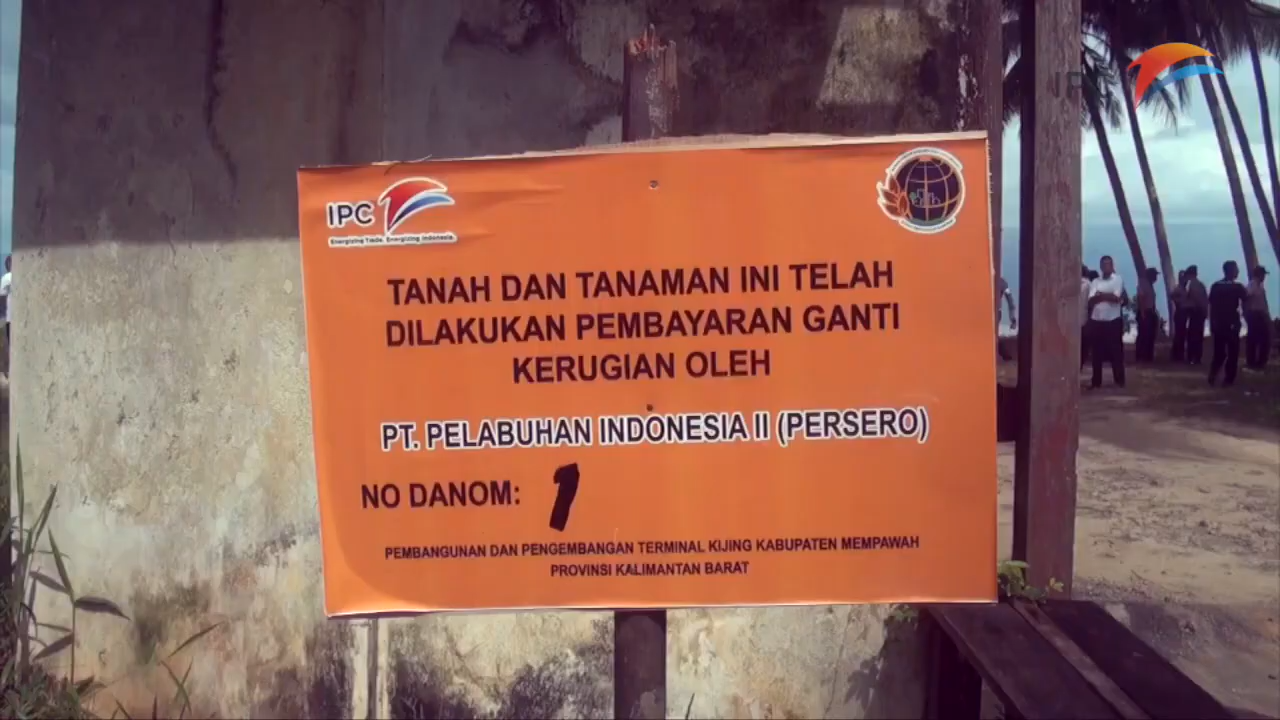 IPC
IPC
Energizing Trade. Energizing Indonesia.
TANAH DAN TANAMAN INI TELAH
DILAKUKAN PEMBAYARAN GANTI
KERUGIAN OLEH
PT. PELABUHAN INDONESIA II (PERSERO)
NO DANOM: 1
PEMBANGUNAN DAN PENGEMBANGAN TERMINAL KIJING KABUPATEN MEMPAWAH
PROVINSI KALIMANTAN BARAT